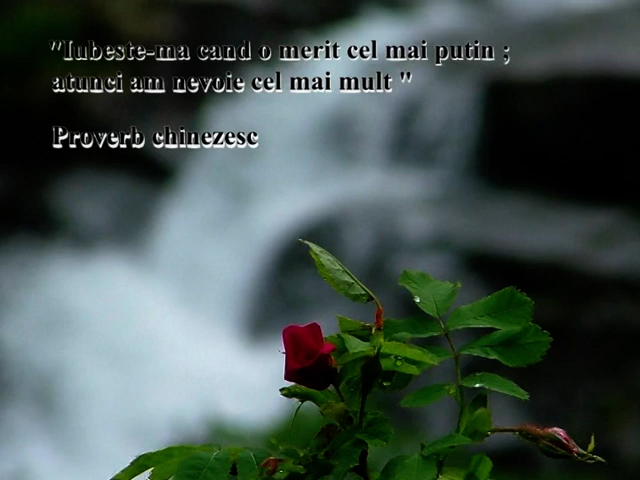 "Iubeste-ma cand o merit cel mai putin ;
atunci am nevoie cel mai mult "
Proverb chinezesc